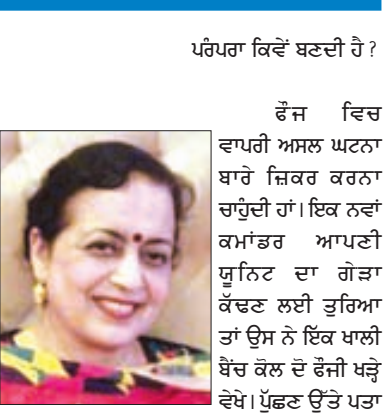 ਪਰੰਪਰਾ ਕਿਵੇਂ ਬਣਦੀ ਹੈ ?
ਫੌਜ ਵਿਚ
ਵਾਪਰੀ ਅਸਲ ਘਟਨਾ
ਬਾਰੇ ਜ਼ਿਕਰ ਕਰਨਾ
ਚਾਹੁੰਦੀ ਹਾਂ। ਇਕ ਨਵਾਂ
ਕਮਾਂਡਰ ਆਪਣੀ
ਯੂਨਿਟ ਦਾ ਗੇੜਾ
ਕੱਢਣ ਲਈ ਤੁਰਿਆ
ਤਾਂ ਉਸ ਨੇ ਇੱਕ ਖਾਲੀ
ਬੈਂਚ ਕੋਲ ਦੋ ਫੌਜੀ ਖੜ੍ਹੇ
ਵੇਖੇ। ਪੁੱਛਣ ਉੱਤੇ ਪਤਾ